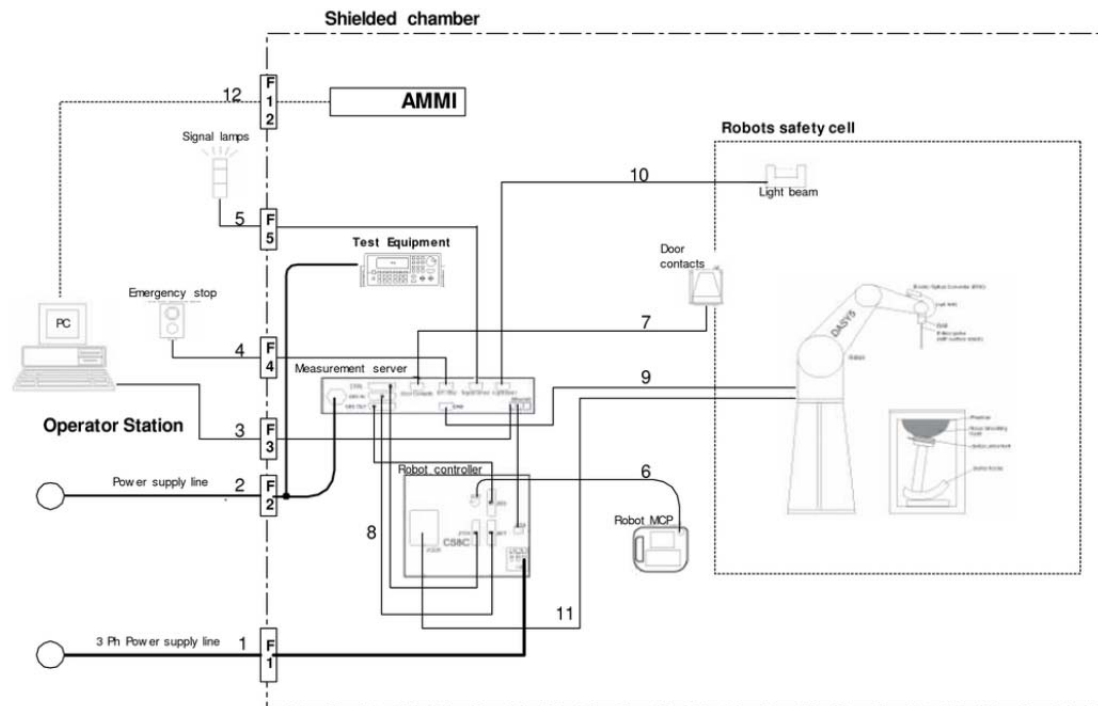 Shielded chamber
12
F
1
2
AMMI
Signal lamps
Robots safety cell
10
Light beam
5
F
5
Test Equipment
Door
contacts
Emergency stop
PC
7
DASY5
4
F
4
Measurement server
9
Operator Station
3
F
3
Robot controller
Power supply line
2
F
2
6
8
CS8C
Robot MCP
11
3 Ph Power supply line
1
F
1